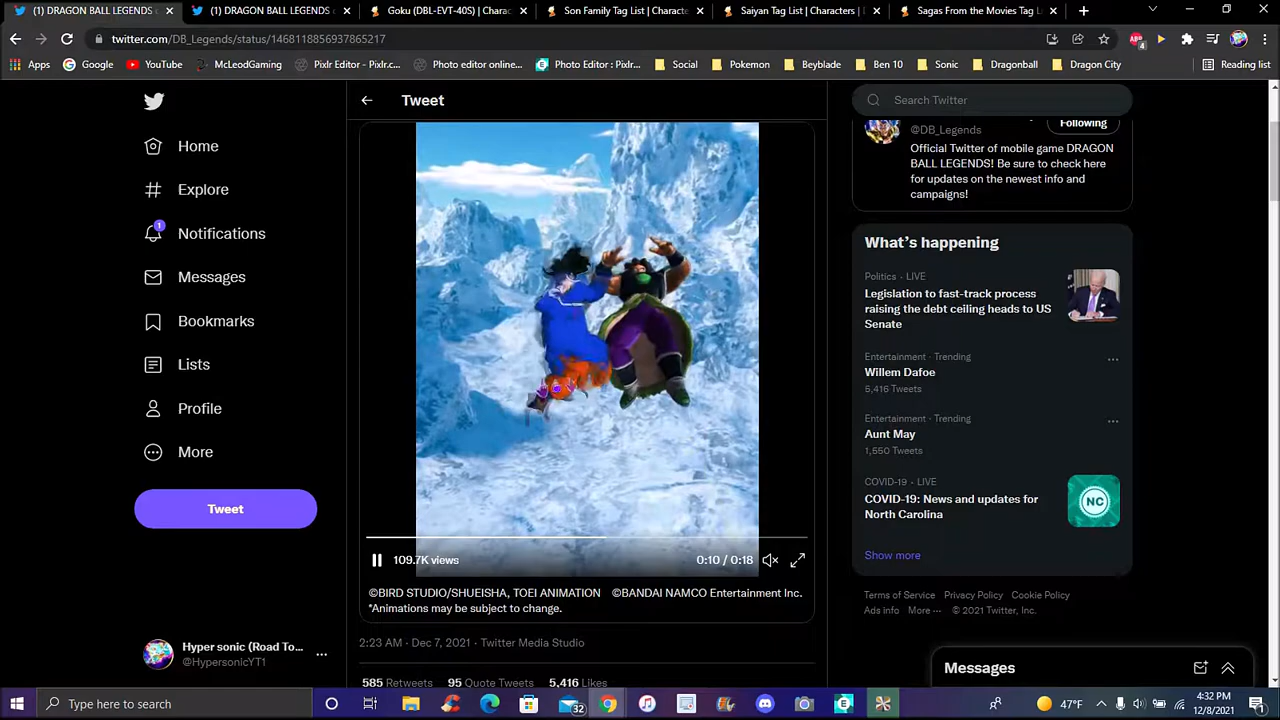 (1) DRAGON BALL LEGENDS
(1) DRAGON BALL LEGENDS
Goku (DBL-EVT-40S) | Charac
Son Family Tag List | Characte
Saiyan Tag List | Characters |
Sagas From the Movies Tag L
twitter.com/DB_Legends/status/1468118856937865217
4
Apps
Google
YouTube
McLeodGaming
Pixlr Editor - Pixlr.c...
Photo editor online...
Photo Editor : Pixlr...
Social
Pokemon
Beyblade
Ben 10
Sonic
Dragonball
Dragon City
Reading list
Home
Explore
1
Notifications
Messages
Bookmarks
Lists
Profile
More
Tweet
Hyper sonic (Road To...
@HypersonicYT1
Tweet
109.7K views
0:10 / 0:18
©BIRD STUDIO/SHUEISHA, TOEI ANIMATION ©BANDAI NAMCO Entertainment Inc.
*Animations may be subject to change.
2:23 AM · Dec 7, 2021 · Twitter Media Studio
585 Retweets 95 Quote Tweets 5,416 Likes
Search Twitter
@DB_Legends
Following
Official Twitter of mobile game DRAGON
BALL LEGENDS! Be sure to check here
for updates on the newest info and
campaigns!
What's happening
Politics · LIVE
Legislation to fast-track process
raising the debt ceiling heads to US
Senate
Entertainment · Trending
Willem Dafoe
5,416 Tweets
Entertainment · Trending
Aunt May
1,550 Tweets
COVID-19 · LIVE
COVID-19: News and updates for
North Carolina
NC
Show more
Terms of Service Privacy Policy Cookie Policy
Ads info More ··· © 2021 Twitter, Inc.
Messages
Type here to search
32
47°F
4:32 PM
12/8/2021
1